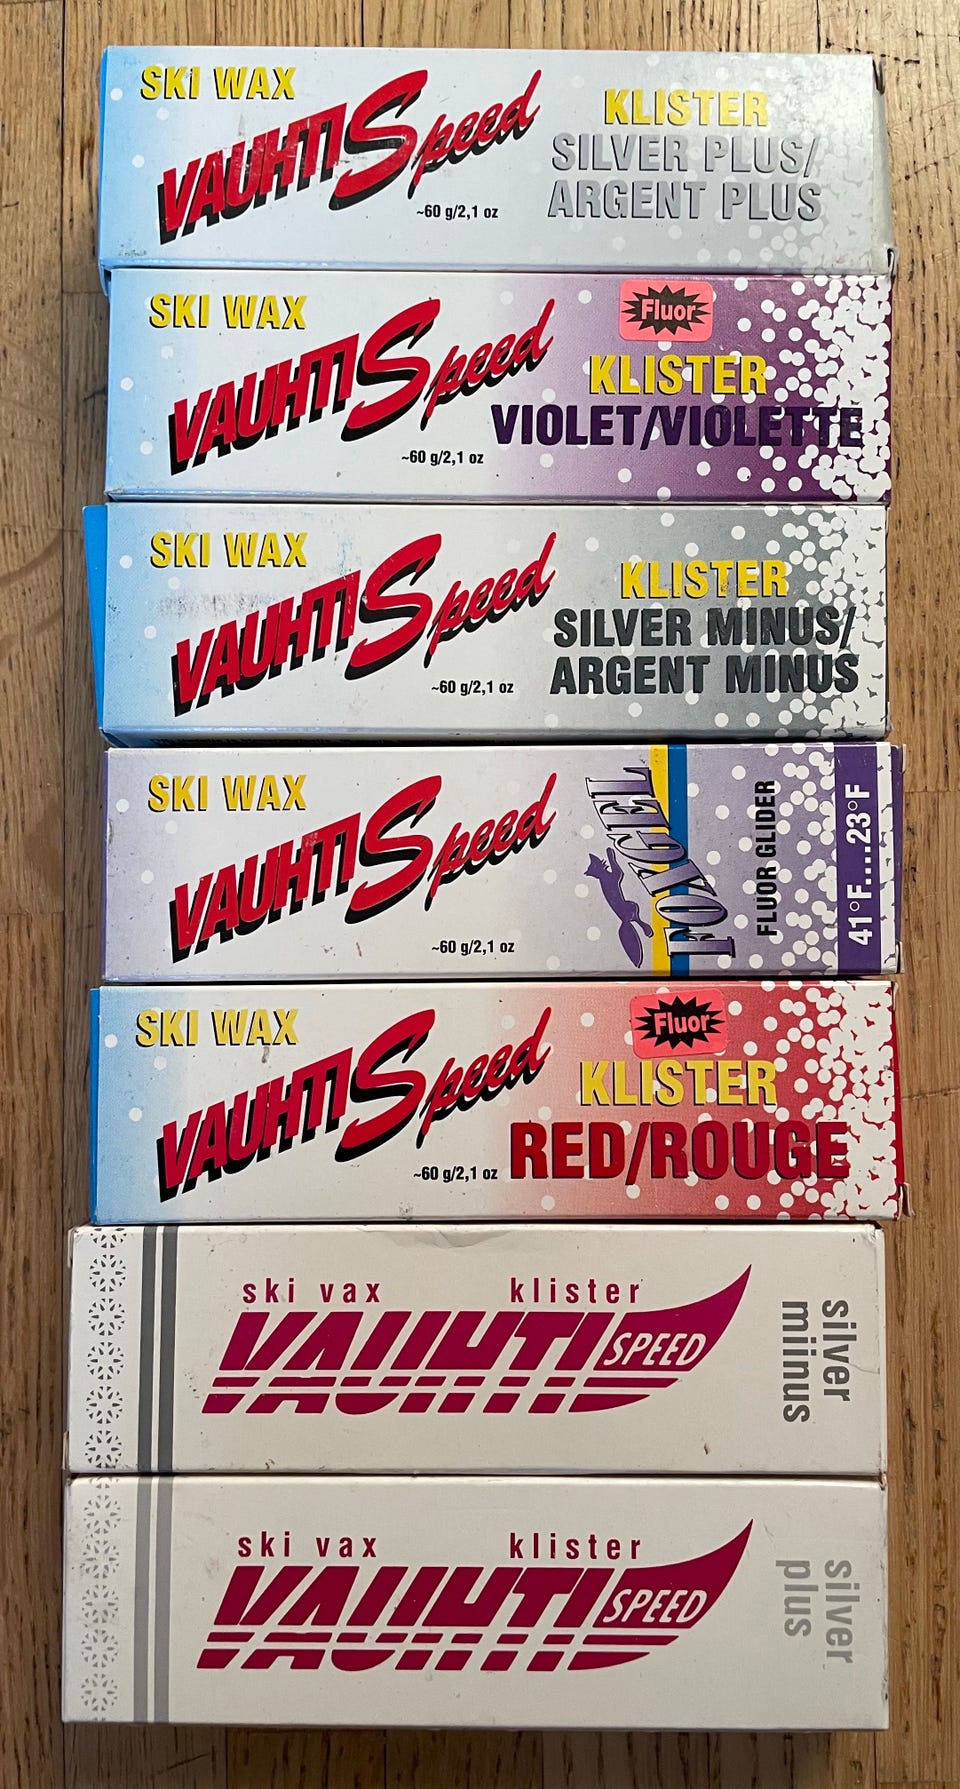 SKI WAX
VAUHTI Speed
~60 g/2,1 oz
KLISTER
SILVER PLUS/
ARGENT PLUS
SKI WAX
VAUHTI Speed
~60 g/2,1 oz
Fluor
KLISTER
VIOLET/VIOLETTE
SKI WAX
VAUHTI Speed
~60 g/2,1 oz
KLISTER
SILVER MINUS/
ARGENT MINUS
SKI WAX
VAUHTI Speed
~60 g/2,1 oz
FOXGEL
FLUOR GLIDER
41°F....23°F
SKI WAX
VAUHTI Speed
~60 g/2,1 oz
Fluor
KLISTER
RED/ROUGE
ski vax klister
VAUHTI SPEED
silver
miinus
ski vax klister
VAUHTI SPEED
silver
plus